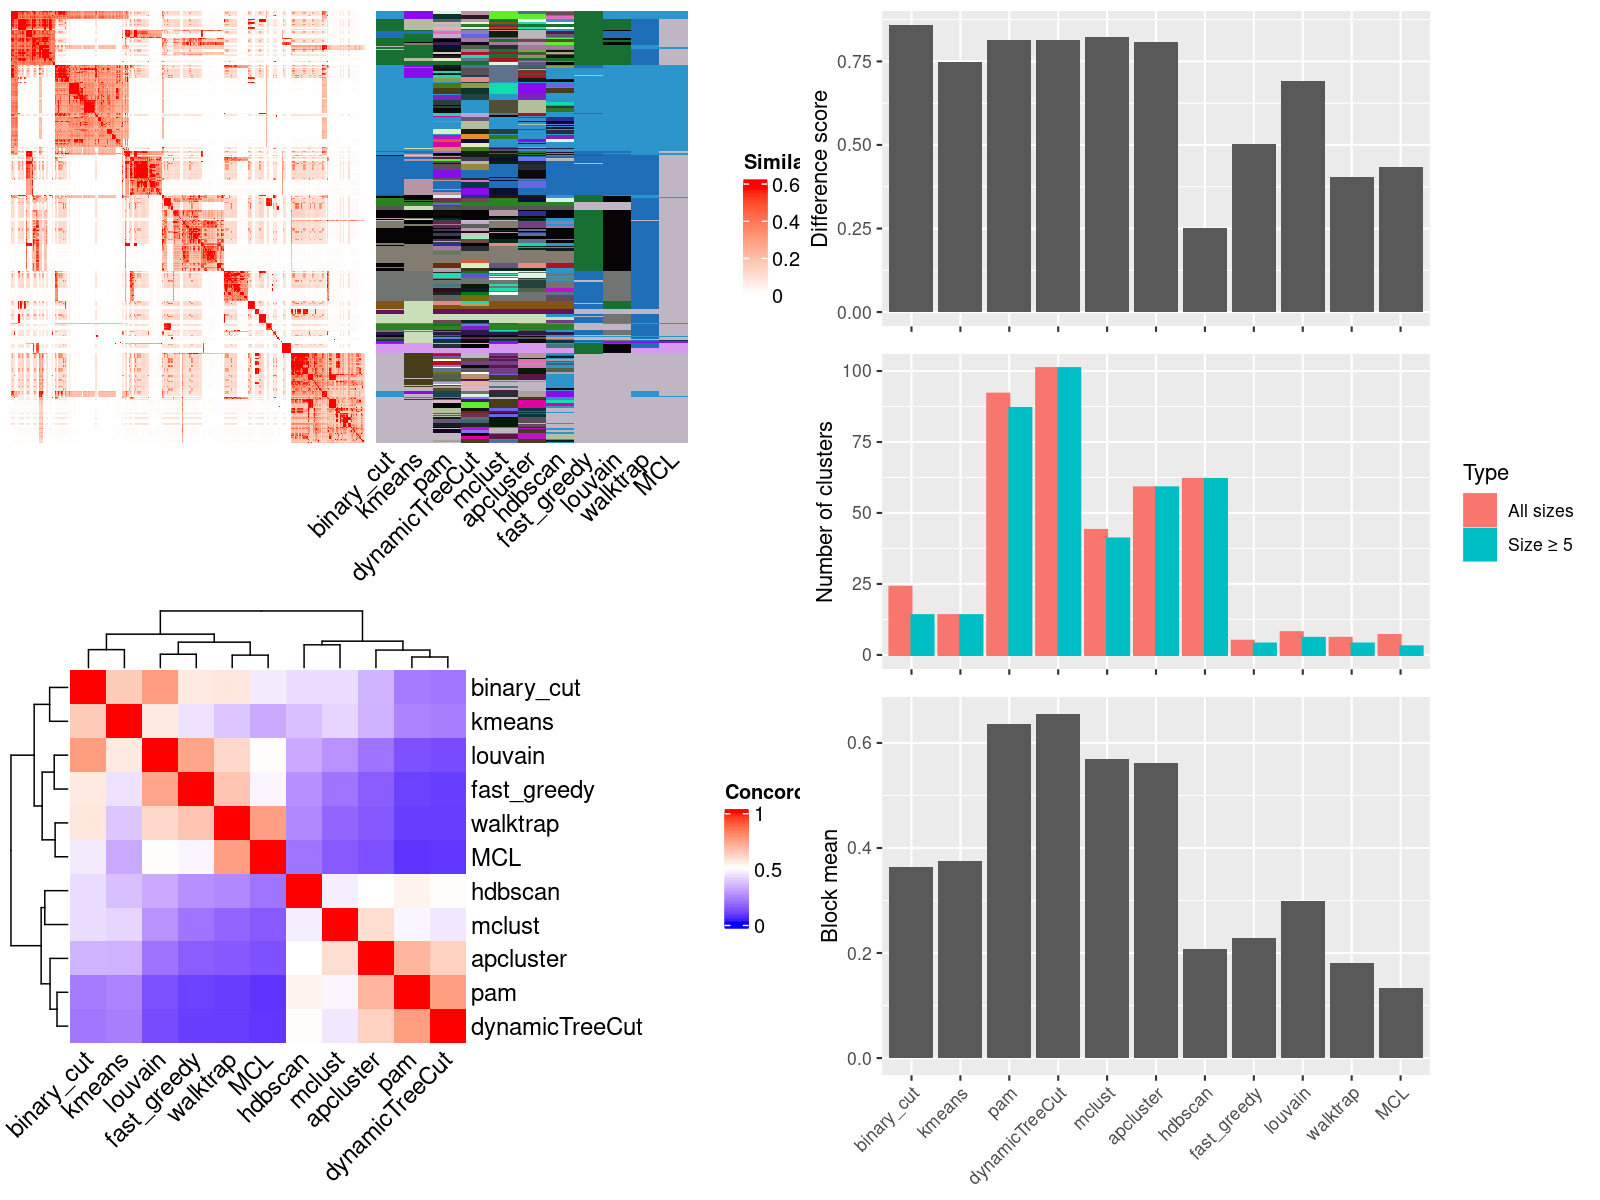 Simila
0.6
0.4
0.2
0
binary_cut
kmeans
pam
dynamicTreeCut
mclust
apcluster
hdbscan
fast_greedy
louvain
walktrap
MCL
binary_cut
kmeans
louvain
fast_greedy
walktrap
MCL
hdbscan
mclust
apcluster
pam
dynamicTreeCut
binary_cut
kmeans
louvain
fast_greedy
walktrap
MCL
hdbscan
mclust
apcluster
pam
dynamicTreeCut
Concord
1
0.5
0
Difference score
0.75
0.50
0.25
0.00
Number of clusters
100
75
50
25
0
Type
All sizes
Size ≥ 5
Block mean
0.6
0.4
0.2
0.0
binary_cut
kmeans
pam
dynamicTreeCut
mclust
apcluster
hdbscan
fast_greedy
louvain
walktrap
MCL